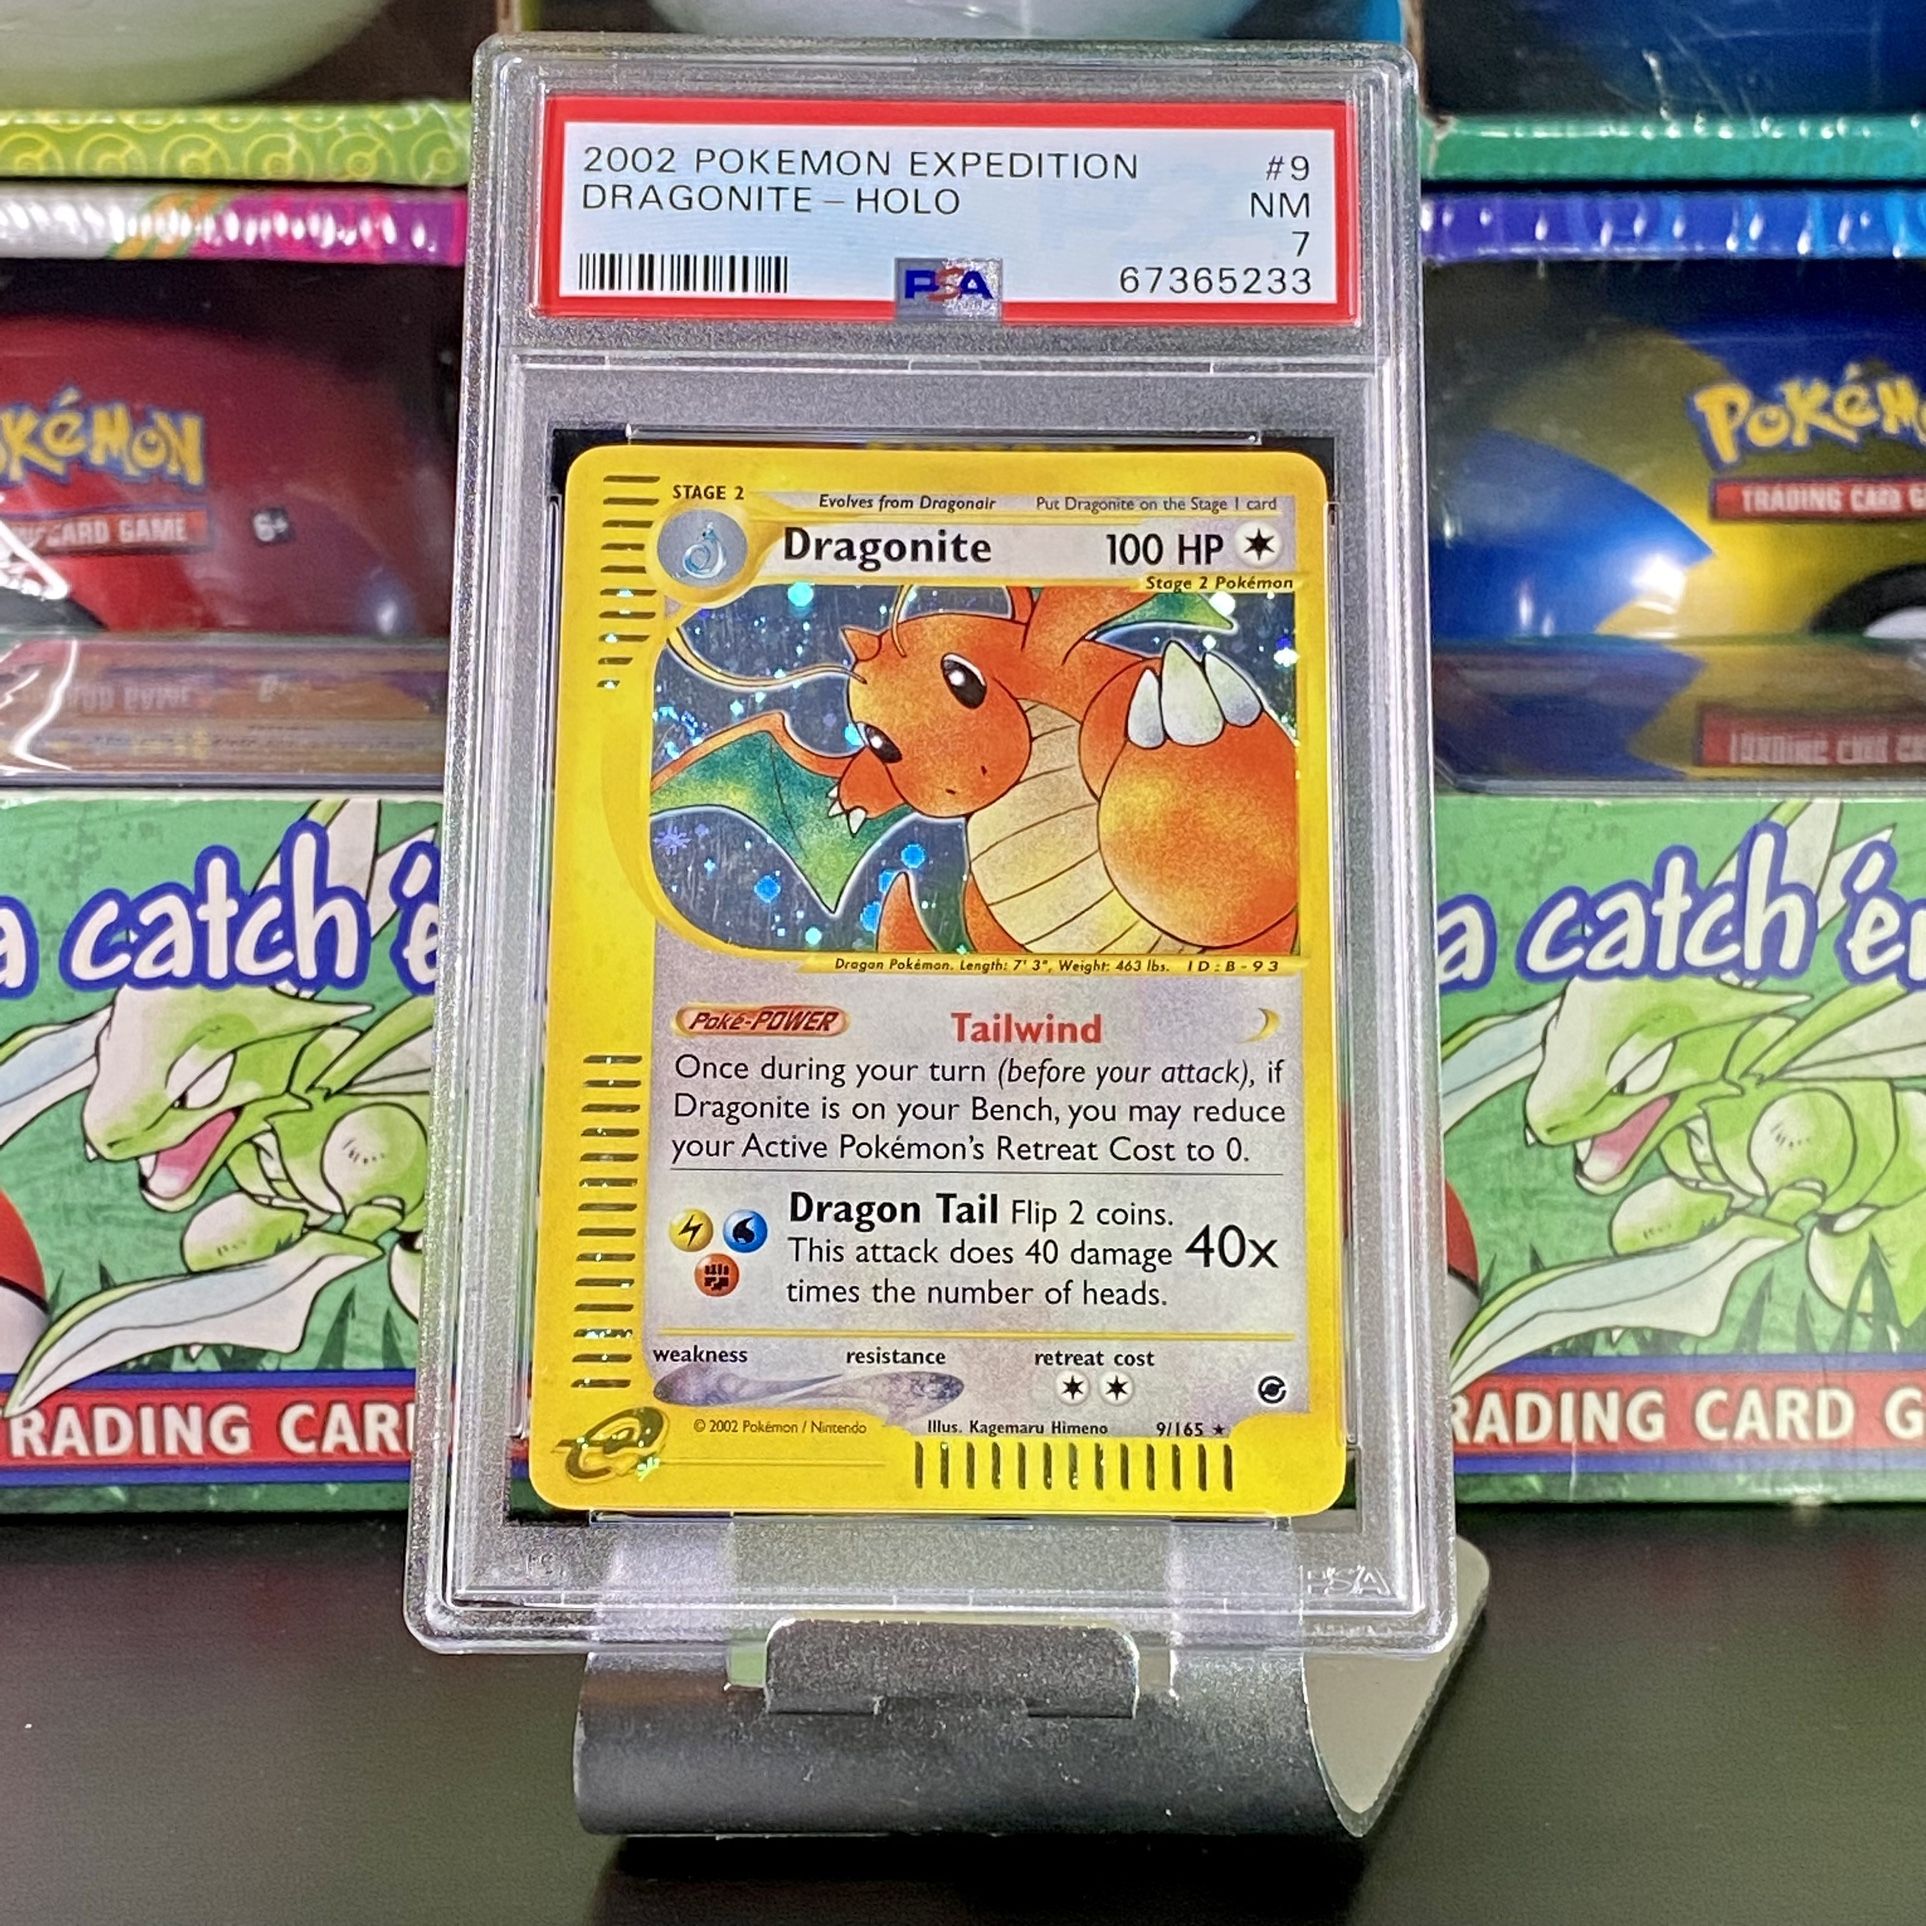 2002 POKEMON EXPEDITION #9
DRAGONITE – HOLO NM
7
PSA 67365233
STAGE 2 Evolves from Dragonair Put Dragonite on the Stage 1 card
Dragonite 100 HP
Stage 2 Pokémon
Dragon Pokémon. Length: 7' 3", Weight: 463 lbs. ID:B-93
Poké-POWER Tailwind
Once during your turn (before your attack), if
Dragonite is on your Bench, you may reduce
your Active Pokémon's Retreat Cost to 0.
Dragon Tail Flip 2 coins.
This attack does 40 damage 40x
times the number of heads.
weakness resistance retreat cost
© 2002 Pokémon / Nintendo Illus. Kagemaru Himeno 9/165 ★
PSA
KéMON
CARD GAME 6+
POKéM
TRADING CARD G
a catch 'e
RADING CAR
a catch 'e
RADING CARD G